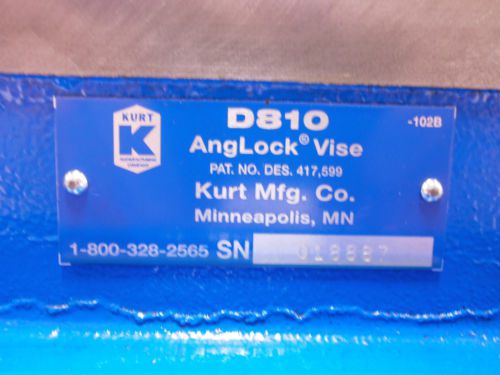 KURT
K
D810
-102B
AngLock® Vise
PAT. NO. DES. 417,599
Kurt Mfg. Co.
Minneapolis, MN
1-800-328-2565 SN